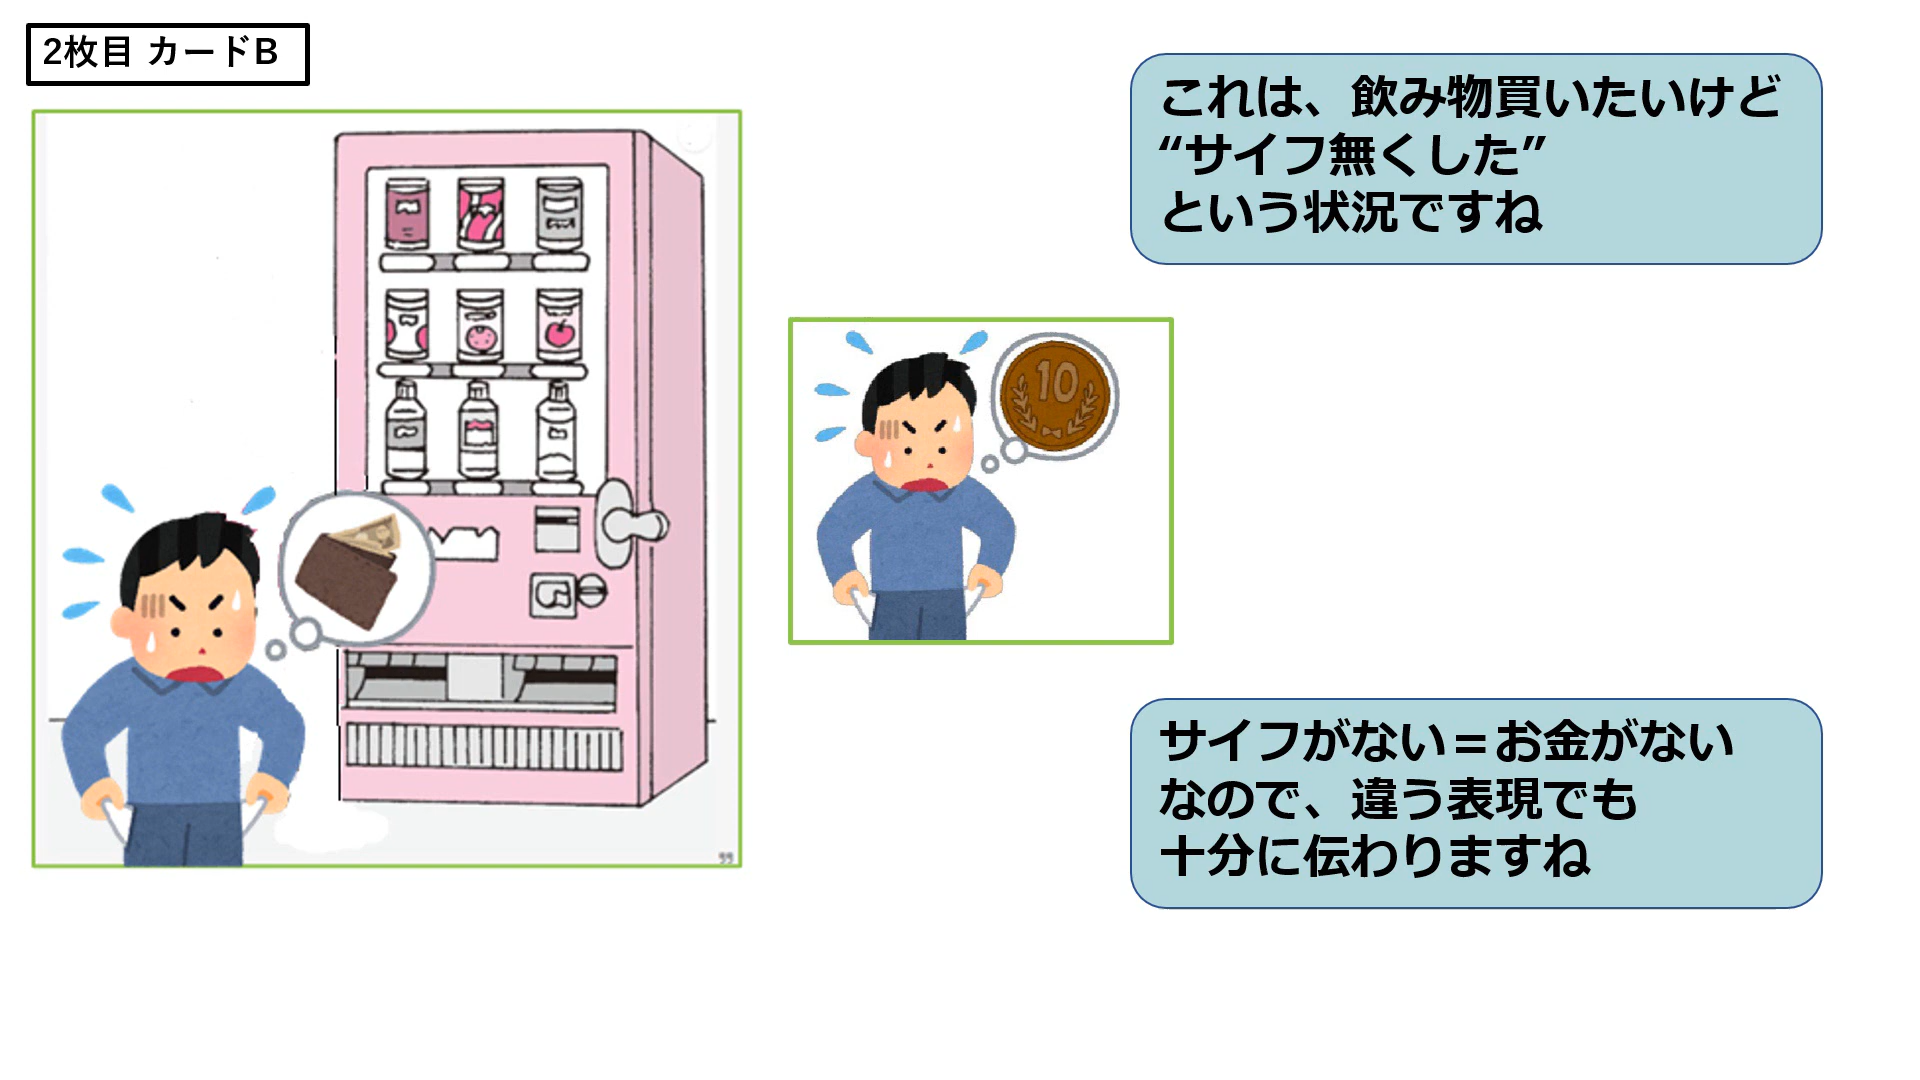 2枚目 カードB
これは、飲み物買いたいけど
“サイフ無くした”
という状況ですね
10
サイフがない＝お金がない
なので、違う表現でも
十分に伝わりますね